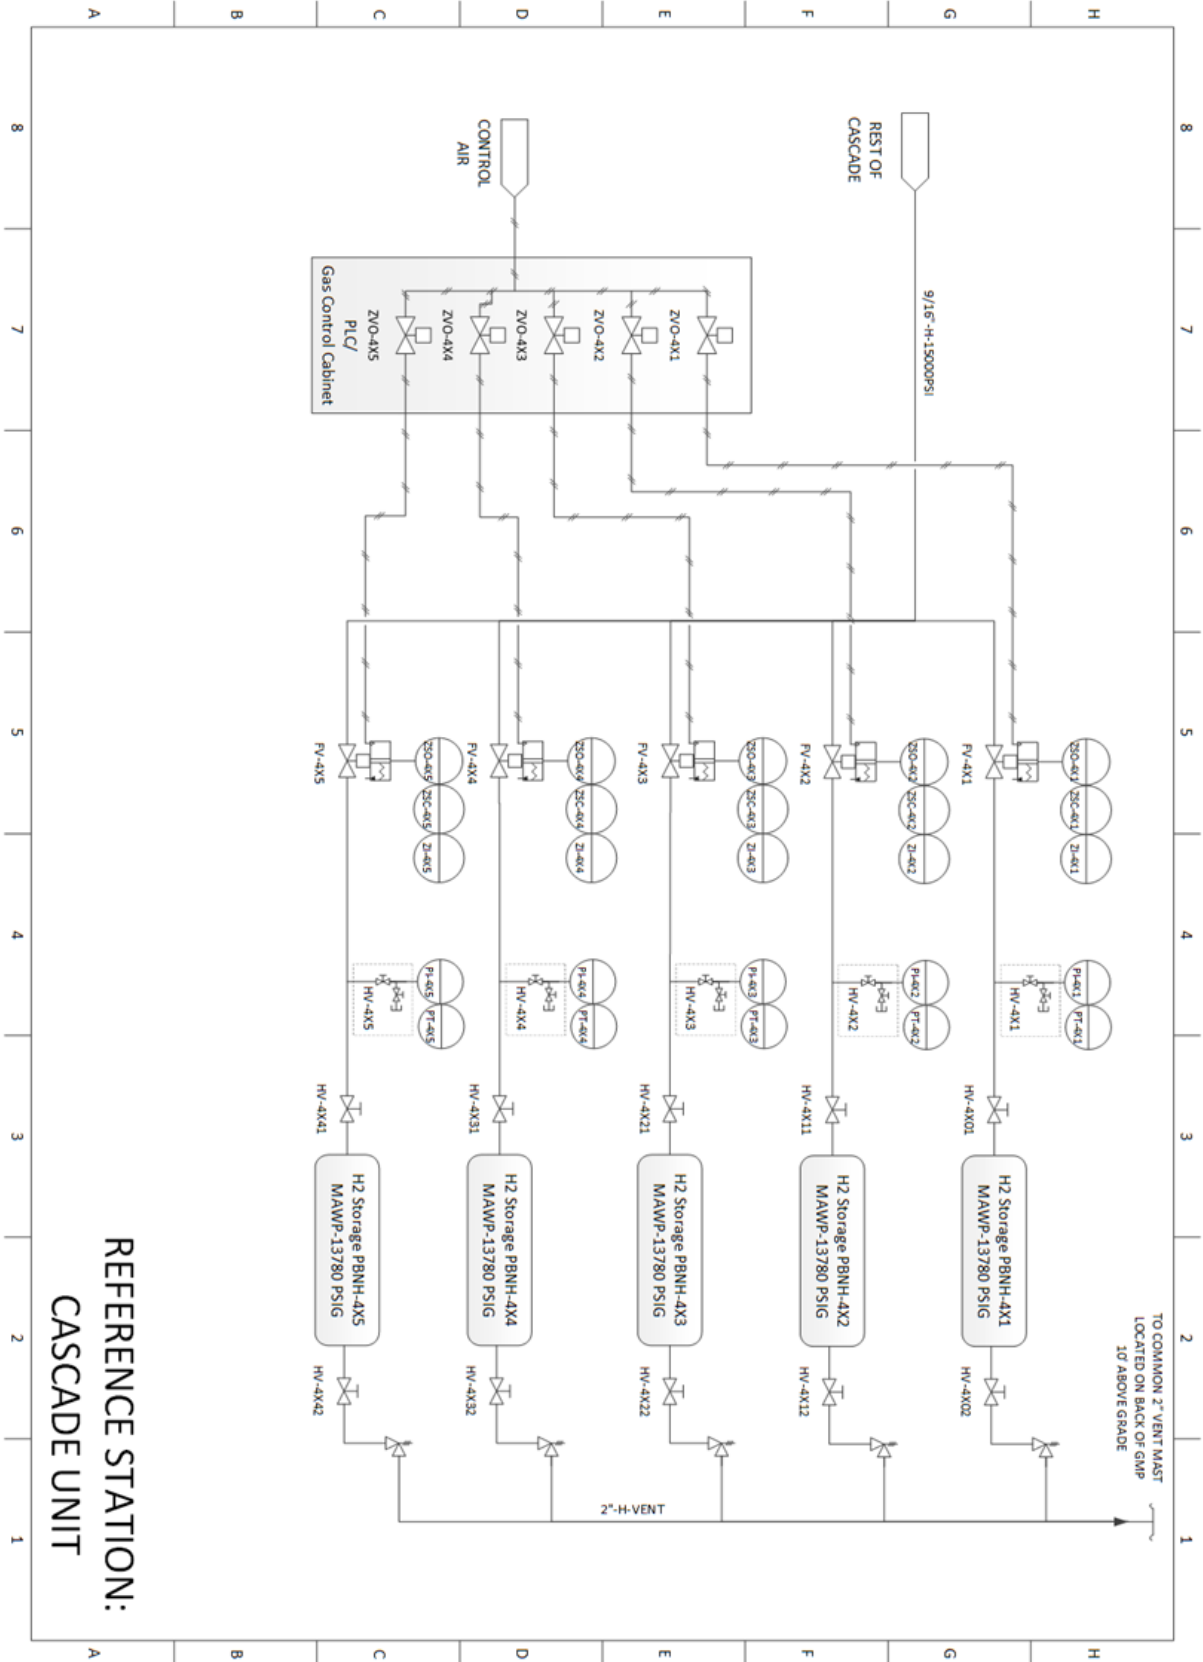 8
7
6
5
4
3
2
1
H
G
F
E
D
C
B
A
TO COMMON 2" VENT MAST
LOCATED ON BACK OF GMP
10' ABOVE GRADE
REST OF
CASCADE
9/16"-H-15000PSI
CONTROL
AIR
ZVO-4X1
ZVO-4X2
ZVO-4X3
ZVO-4X4
ZVO-4X5
PLC/
Gas Control Cabinet
ZSO-4X1
ZSC-4X1
ZI-4X1
FV-4X1
PI-4X1
PT-4X1
HV-4X1
HV-4X01
H2 Storage PBNH-4X1
MAWP-13780 PSIG
HV-4X02
ZSO-4X2
ZSC-4X2
ZI-4X2
FV-4X2
PI-4X2
PT-4X2
HV-4X2
HV-4X11
H2 Storage PBNH-4X2
MAWP-13780 PSIG
HV-4X12
ZSO-4X3
ZSC-4X3
ZI-4X3
FV-4X3
PI-4X3
PT-4X3
HV-4X3
HV-4X21
H2 Storage PBNH-4X3
MAWP-13780 PSIG
HV-4X22
2"-H-VENT
ZSO-4X4
ZSC-4X4
ZI-4X4
FV-4X4
PI-4X4
PT-4X4
HV-4X4
HV-4X31
H2 Storage PBNH-4X4
MAWP-13780 PSIG
HV-4X32
ZSO-4X5
ZSC-4X5
ZI-4X5
FV-4X5
PI-4X5
PT-4X5
HV-4X5
HV-4X41
H2 Storage PBNH-4X5
MAWP-13780 PSIG
HV-4X42
REFERENCE STATION:
CASCADE UNIT
H
G
F
E
D
C
B
A
8
7
6
5
4
3
2
1